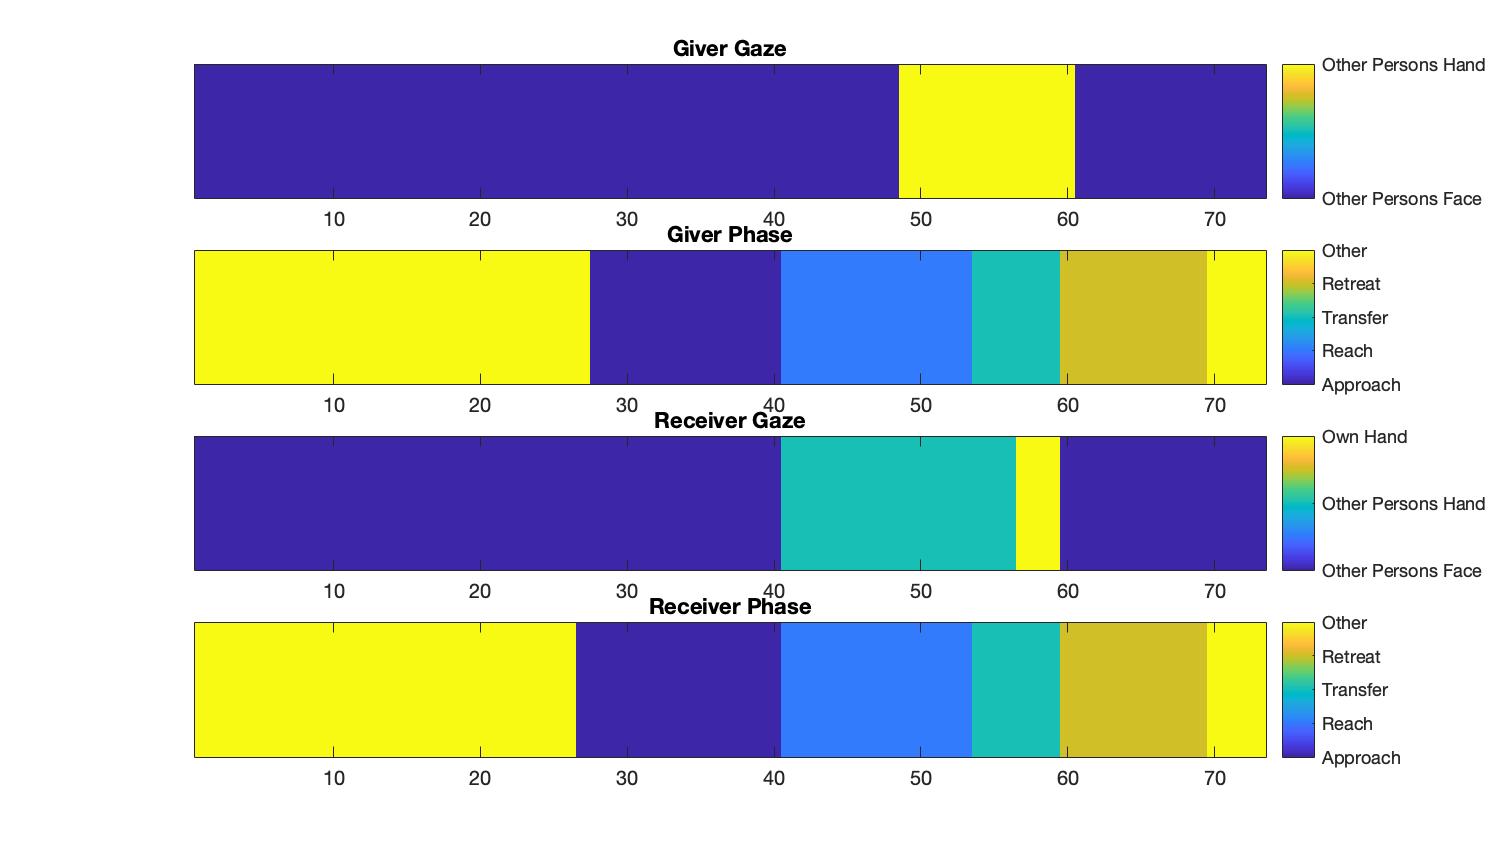 Giver Gaze
Other Persons Hand
Other Persons Face
10 20 30 40 50 60 70
Giver Phase
Other
Retreat
Transfer
Reach
Approach
10 20 30 40 50 60 70
Receiver Gaze
Own Hand
Other Persons Hand
Other Persons Face
10 20 30 40 50 60 70
Receiver Phase
Other
Retreat
Transfer
Reach
Approach
10 20 30 40 50 60 70